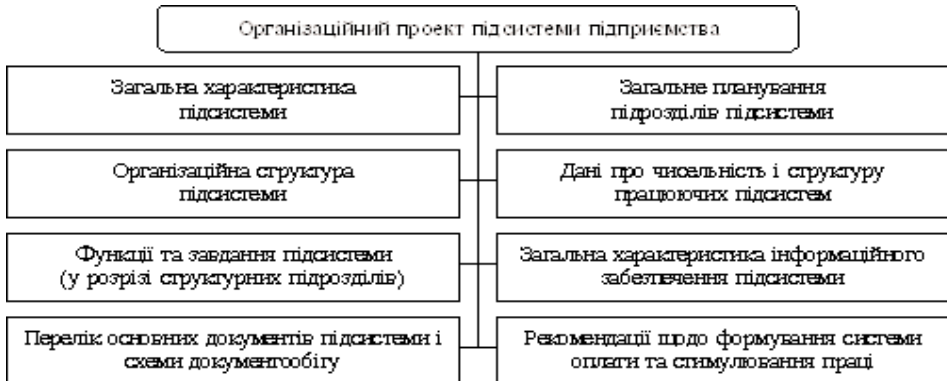 Організаційний проект підсистеми підприємства
Загальна характеристика
підсистеми
Загальне планування
підрозділів підсистеми
Організаційна структура
підсистеми
Дані про чисельність і структуру
працюючих підсистем
Функції та завдання підсистеми
(у розрізі структурних підрозділів)
Загальна характеристика інформаційного
забезпечення підсистеми
Перелік основних документів підсистеми і
схеми документообігу
Рекомендації щодо формування системи
оплати та стимулювання праці